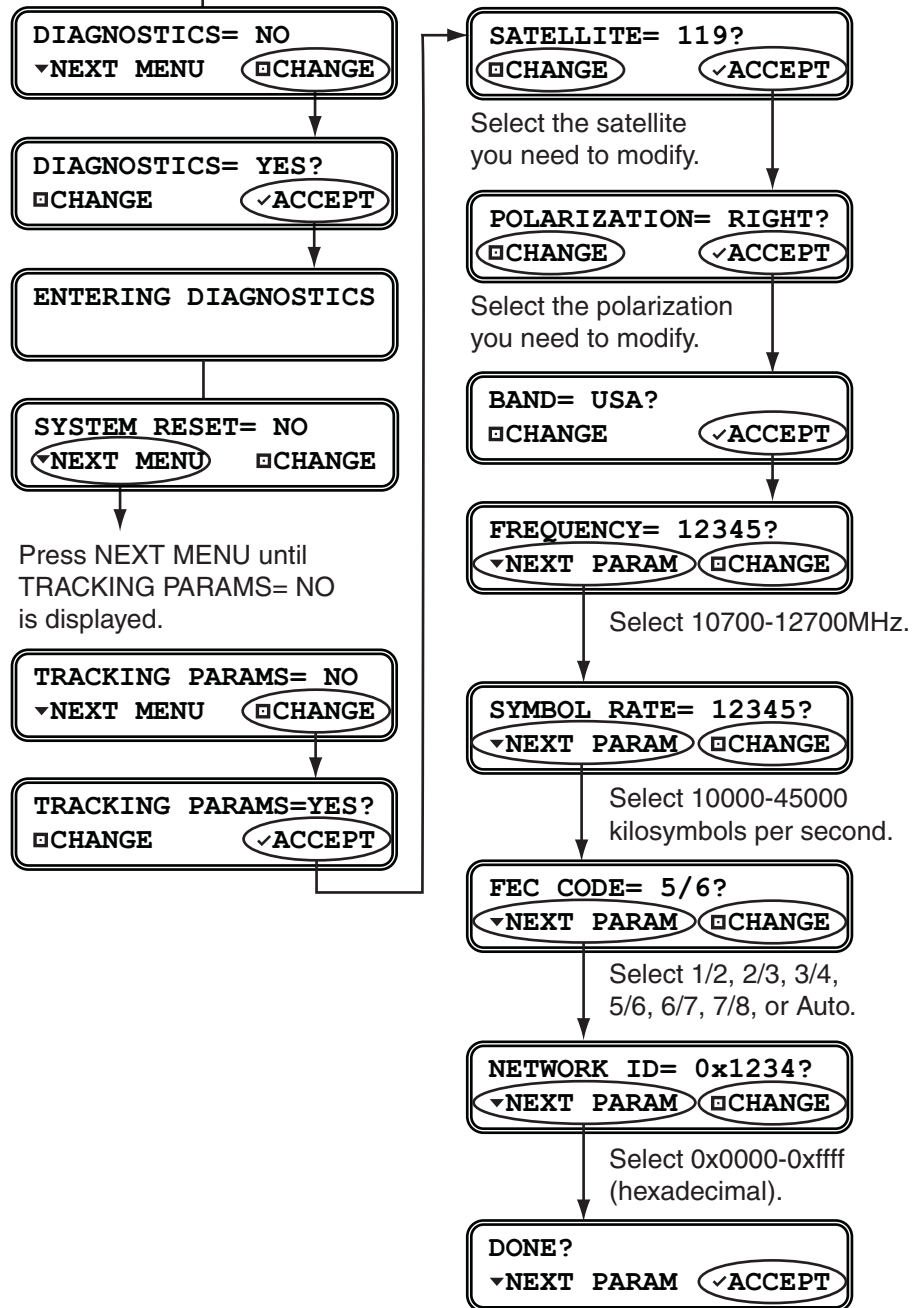 DIAGNOSTICS= NO
▾NEXT MENU ⊡CHANGE
DIAGNOSTICS= YES?
⊡CHANGE ✓ACCEPT
ENTERING DIAGNOSTICS
SYSTEM RESET= NO
▾NEXT MENU ⊡CHANGE
Press NEXT MENU until
TRACKING PARAMS= NO
is displayed.
TRACKING PARAMS= NO
▾NEXT MENU ⊡CHANGE
TRACKING PARAMS=YES?
⊡CHANGE ✓ACCEPT
SATELLITE= 119?
⊡CHANGE ✓ACCEPT
Select the satellite
you need to modify.
POLARIZATION= RIGHT?
⊡CHANGE ✓ACCEPT
Select the polarization
you need to modify.
BAND= USA?
⊡CHANGE ✓ACCEPT
FREQUENCY= 12345?
▾NEXT PARAM ⊡CHANGE
Select 10700-12700MHz.
SYMBOL RATE= 12345?
▾NEXT PARAM ⊡CHANGE
Select 10000-45000
kilosymbols per second.
FEC CODE= 5/6?
▾NEXT PARAM ⊡CHANGE
Select 1/2, 2/3, 3/4,
5/6, 6/7, 7/8, or Auto.
NETWORK ID= 0x1234?
▾NEXT PARAM ⊡CHANGE
Select 0x0000-0xffff
(hexadecimal).
DONE?
▾NEXT PARAM ✓ACCEPT